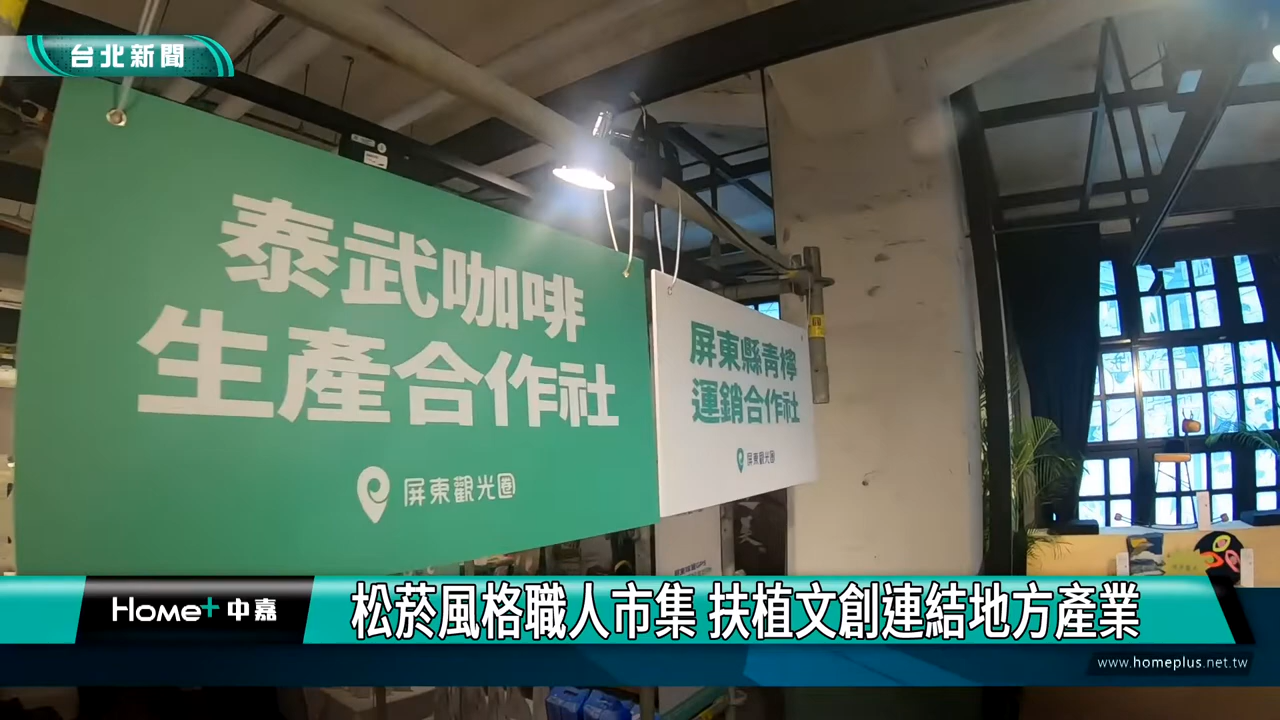 台北新聞
泰武咖啡
生產合作社
屏東觀光圈
屏東縣青檸
運銷合作社
屏東觀光圈
Home+ 中嘉
松菸風格職人市集 扶植文創連結地方產業
www.homeplus.net.tw